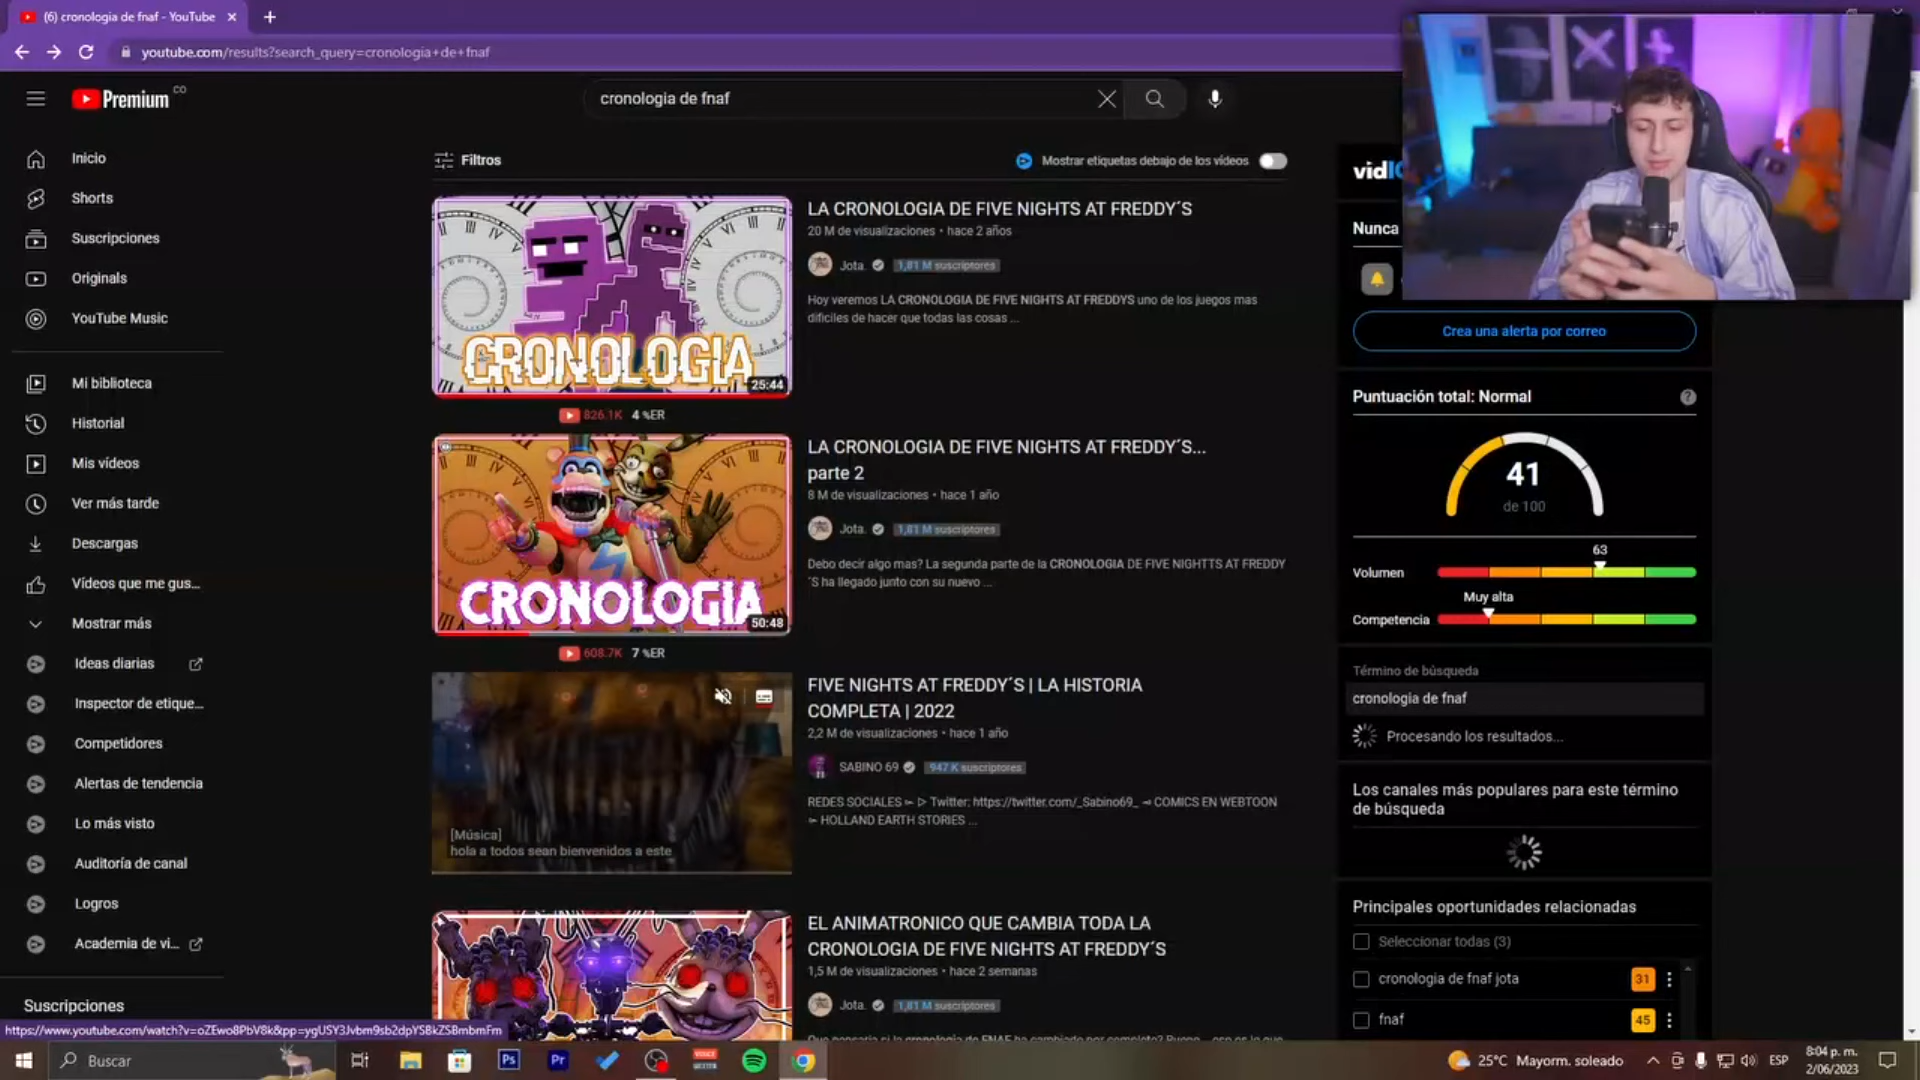 (6) cronologia de fnaf - YouTube
youtube.com/results?search_query=cronologia+de+fnaf
Premium CO
cronologia de fnaf
Inicio
Shorts
Suscripciones
Originals
YouTube Music
Mi biblioteca
Historial
Mis vídeos
Ver más tarde
Descargas
Vídeos que me gus...
Mostrar más
Ideas diarias
Inspector de etique...
Competidores
Alertas de tendencia
Lo más visto
Auditoría de canal
Logros
Academia de vi...
Suscripciones
https://www.youtube.com/watch?v=oZEwo8PbV8k&pp=ygUSY3Jvbm9sb2dpYSBkZSBmbmFm
Filtros
Mostrar etiquetas debajo de los vídeos
CRONOLOGIA
25:44
826.1K 4 %ER
LA CRONOLOGIA DE FIVE NIGHTS AT FREDDY´S
20 M de visualizaciones • hace 2 años
Jota. 1,81 M suscriptores
Hoy veremos LA CRONOLOGIA DE FIVE NIGHTS AT FREDDYS uno de los juegos mas
dificiles de hacer que todas las cosas ...
CRONOLOGIA
50:48
608.7K 7 %ER
LA CRONOLOGIA DE FIVE NIGHTS AT FREDDY´S...
parte 2
8 M de visualizaciones • hace 1 año
Jota. 1,81 M suscriptores
Debo decir algo mas? La segunda parte de la CRONOLOGIA DE FIVE NIGHTTS AT FREDDY
´S ha llegado junto con su nuevo ...
[Música]
hola a todos sean bienvenidos a este
FIVE NIGHTS AT FREDDY´S | LA HISTORIA
COMPLETA | 2022
2,2 M de visualizaciones • hace 1 año
SABINO 69 947 K suscriptores
REDES SOCIALES ➳ ▷ Twitter: https://twitter.com/_Sabino69_ ⊸ COMICS EN WEBTOON
➳ HOLLAND EARTH STORIES ...
EL ANIMATRONICO QUE CAMBIA TODA LA
CRONOLOGIA DE FIVE NIGHTS AT FREDDY´S
1,5 M de visualizaciones • hace 2 semanas
Jota. 1,81 M suscriptores
vidI
Nunca
Crea una alerta por correo
Puntuación total: Normal
41
de 100
63
Volumen
Muy alta
Competencia
Término de búsqueda
cronologia de fnaf
Procesando los resultados...
Los canales más populares para este término
de búsqueda
Principales oportunidades relacionadas
Seleccionar todas (3)
cronologia de fnaf jota 31
fnaf 45
Buscar
Ps
Pr
25°C Mayorm. soleado
ESP
8:04 p. m.
2/06/2023